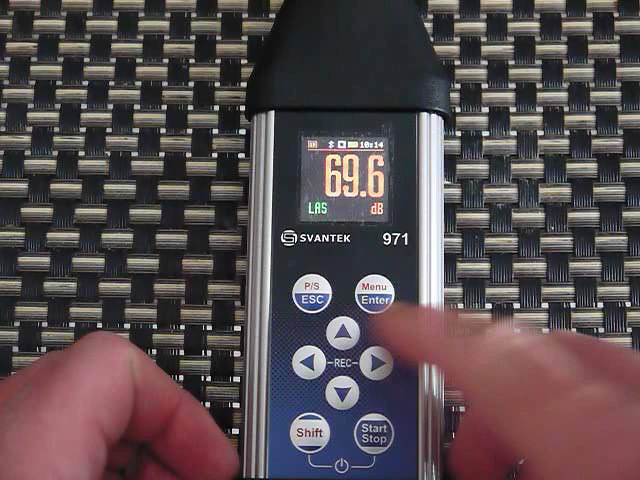 10:14
69.6
LAS dB
SVANTEK 971
P/S Menu
ESC Enter
REC
Shift Start
Stop